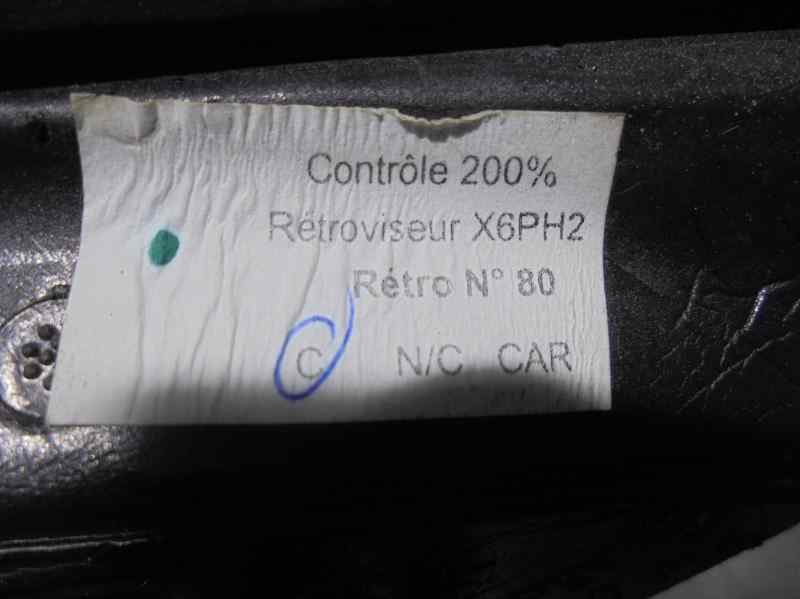 Contrôle 200%
Rétroviseur X6PH2
Rétro N° 80
C N/C CAR